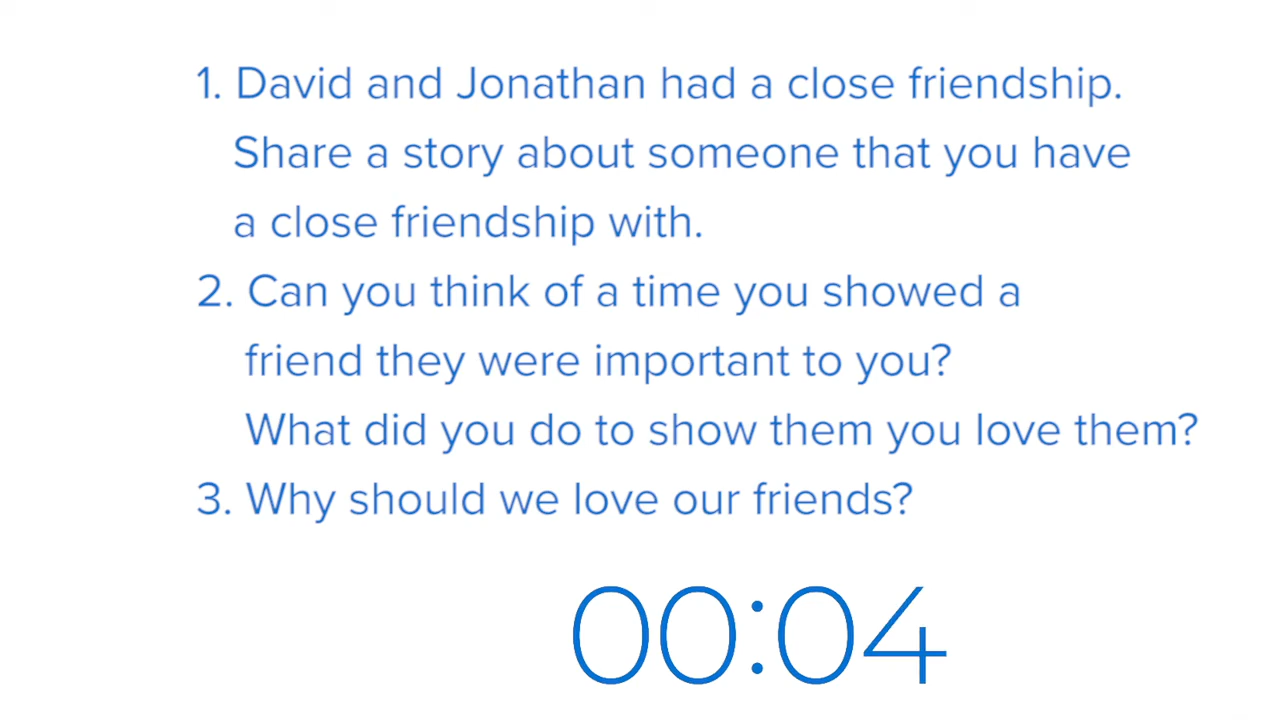 1. David and Jonathan had a close friendship.
Share a story about someone that you have
a close friendship with.
2. Can you think of a time you showed a
friend they were important to you?
What did you do to show them you love them?
3. Why should we love our friends?
00:04